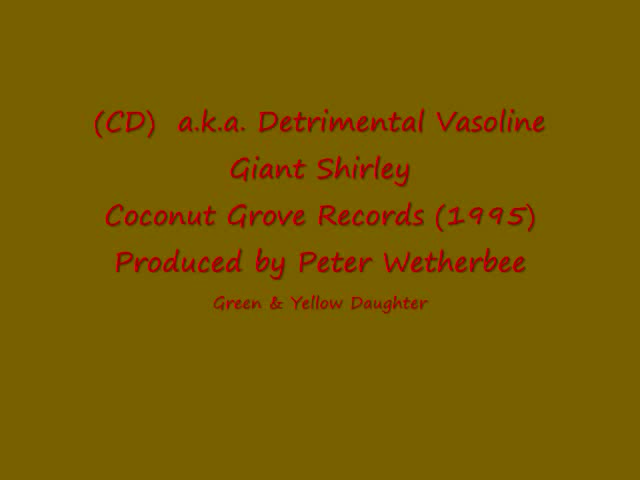 (CD)  a.k.a. Detrimental Vasoline
Giant Shirley
Coconut Grove Records (1995)
Produced by Peter Wetherbee
Green & Yellow Daughter